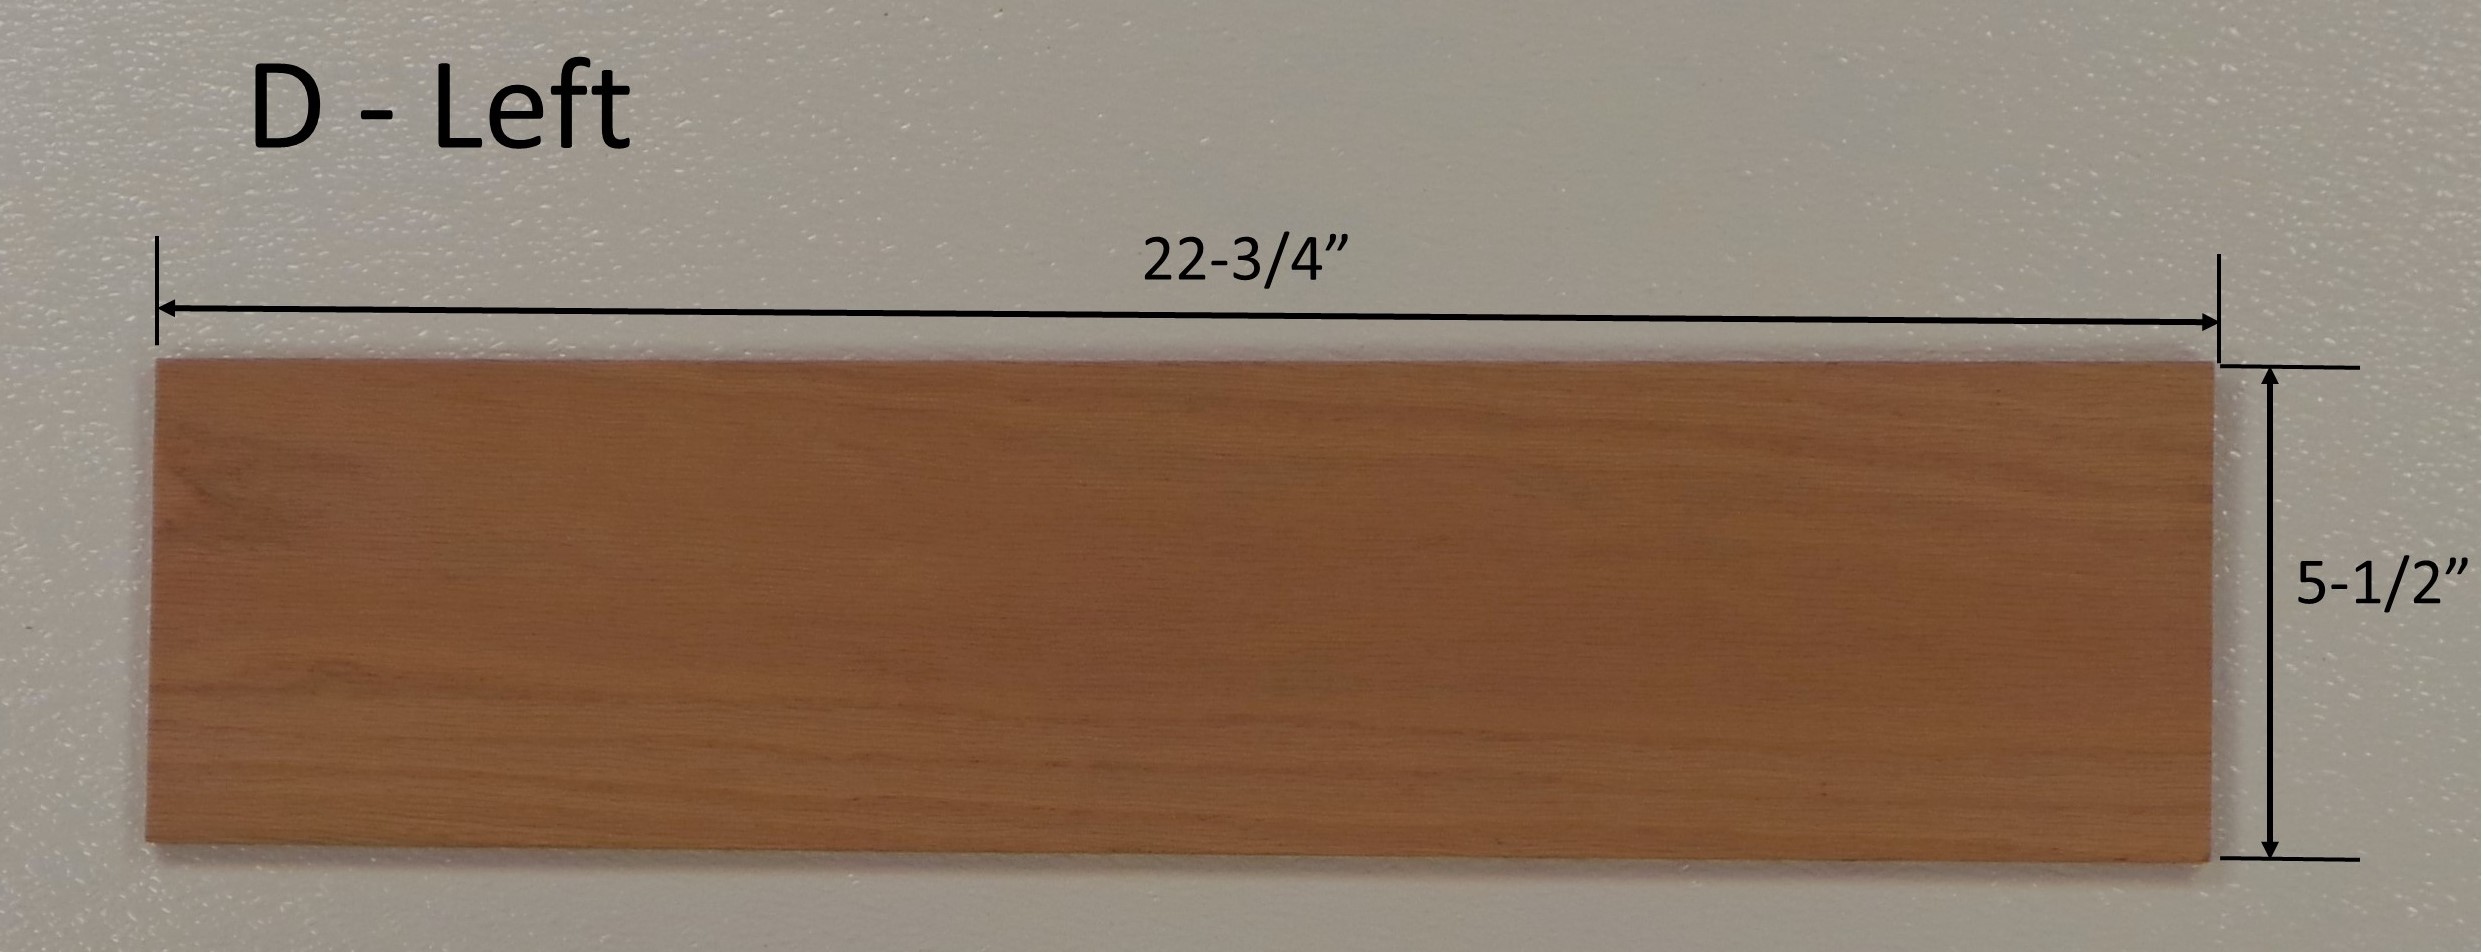 D - Left
22-3/4”
5-1/2”